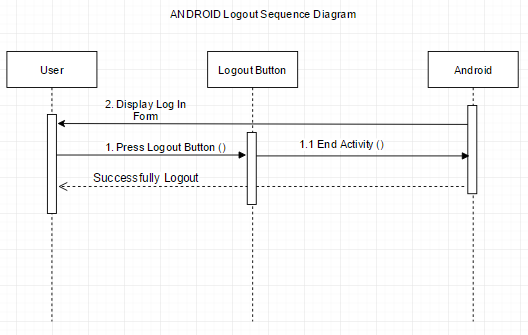 ANDROID Logout Sequence Diagram
User
Logout Button
Android
2. Display Log In
Form
1. Press Logout Button ()
1.1 End Activity ()
Successfully Logout